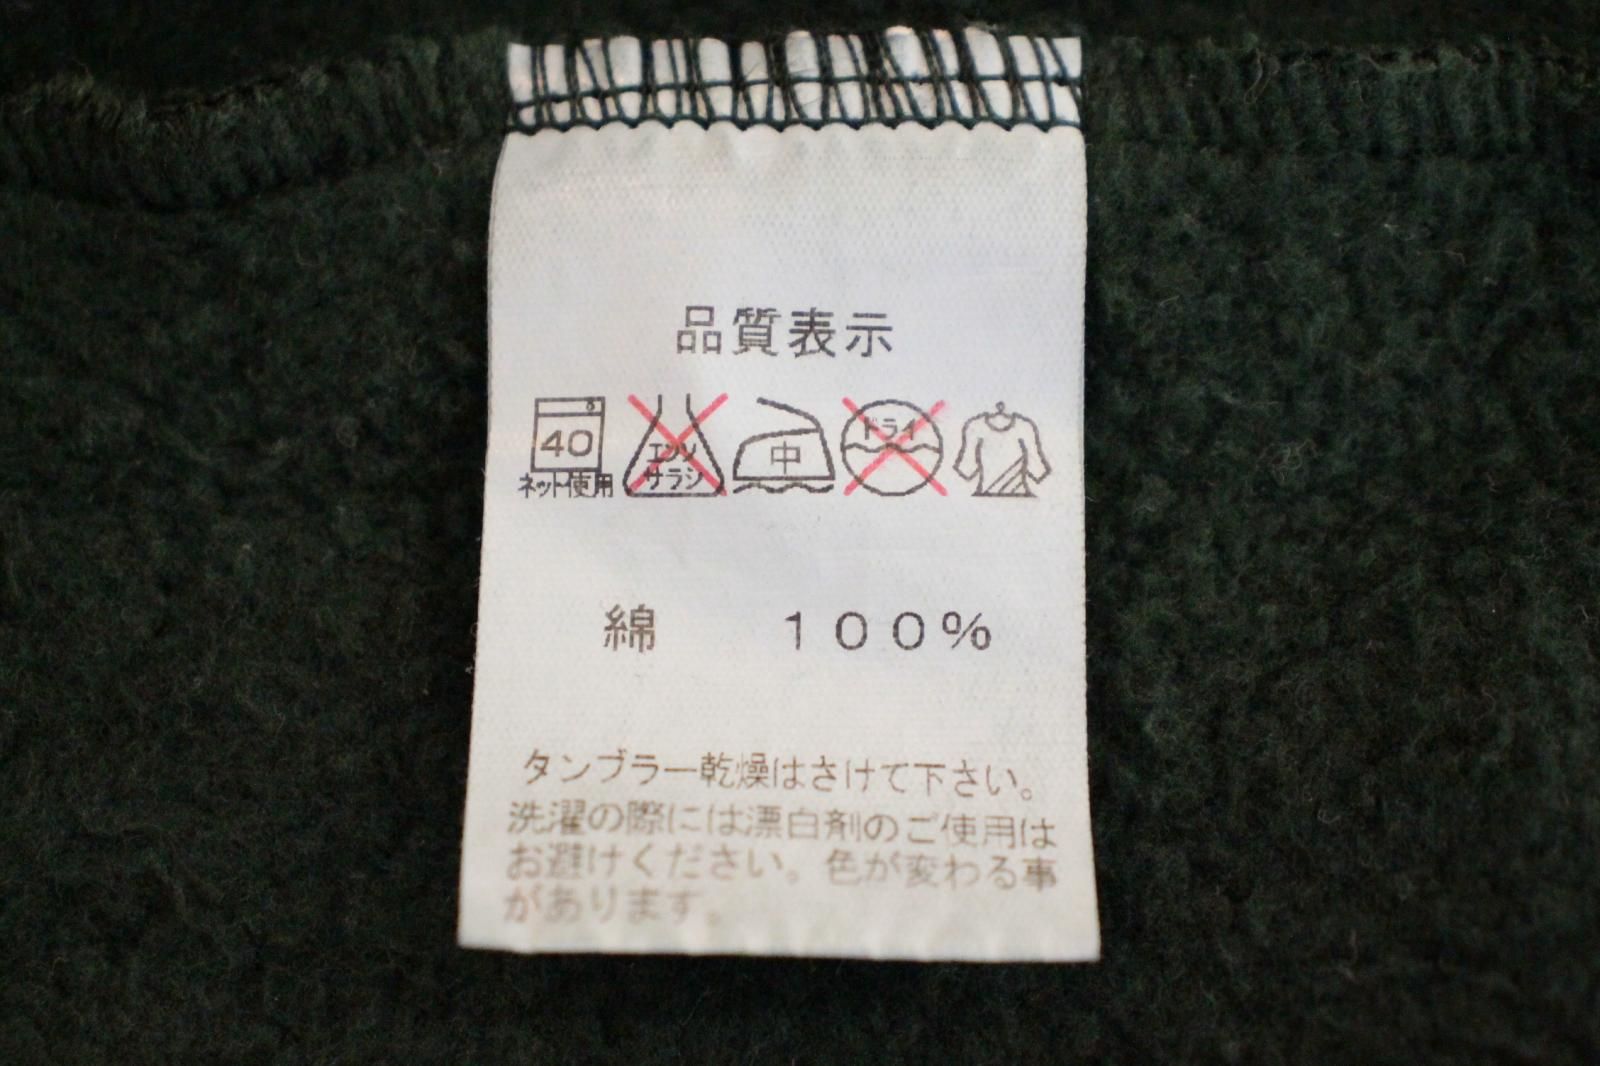 品質表示
40
ネット使用
エンソ
サラシ
中
ドライ
綿 100%
タンブラー乾燥はさけて下さい。
洗濯の際には漂白剤のご使用は
お避けください。色が変わる事
があります。